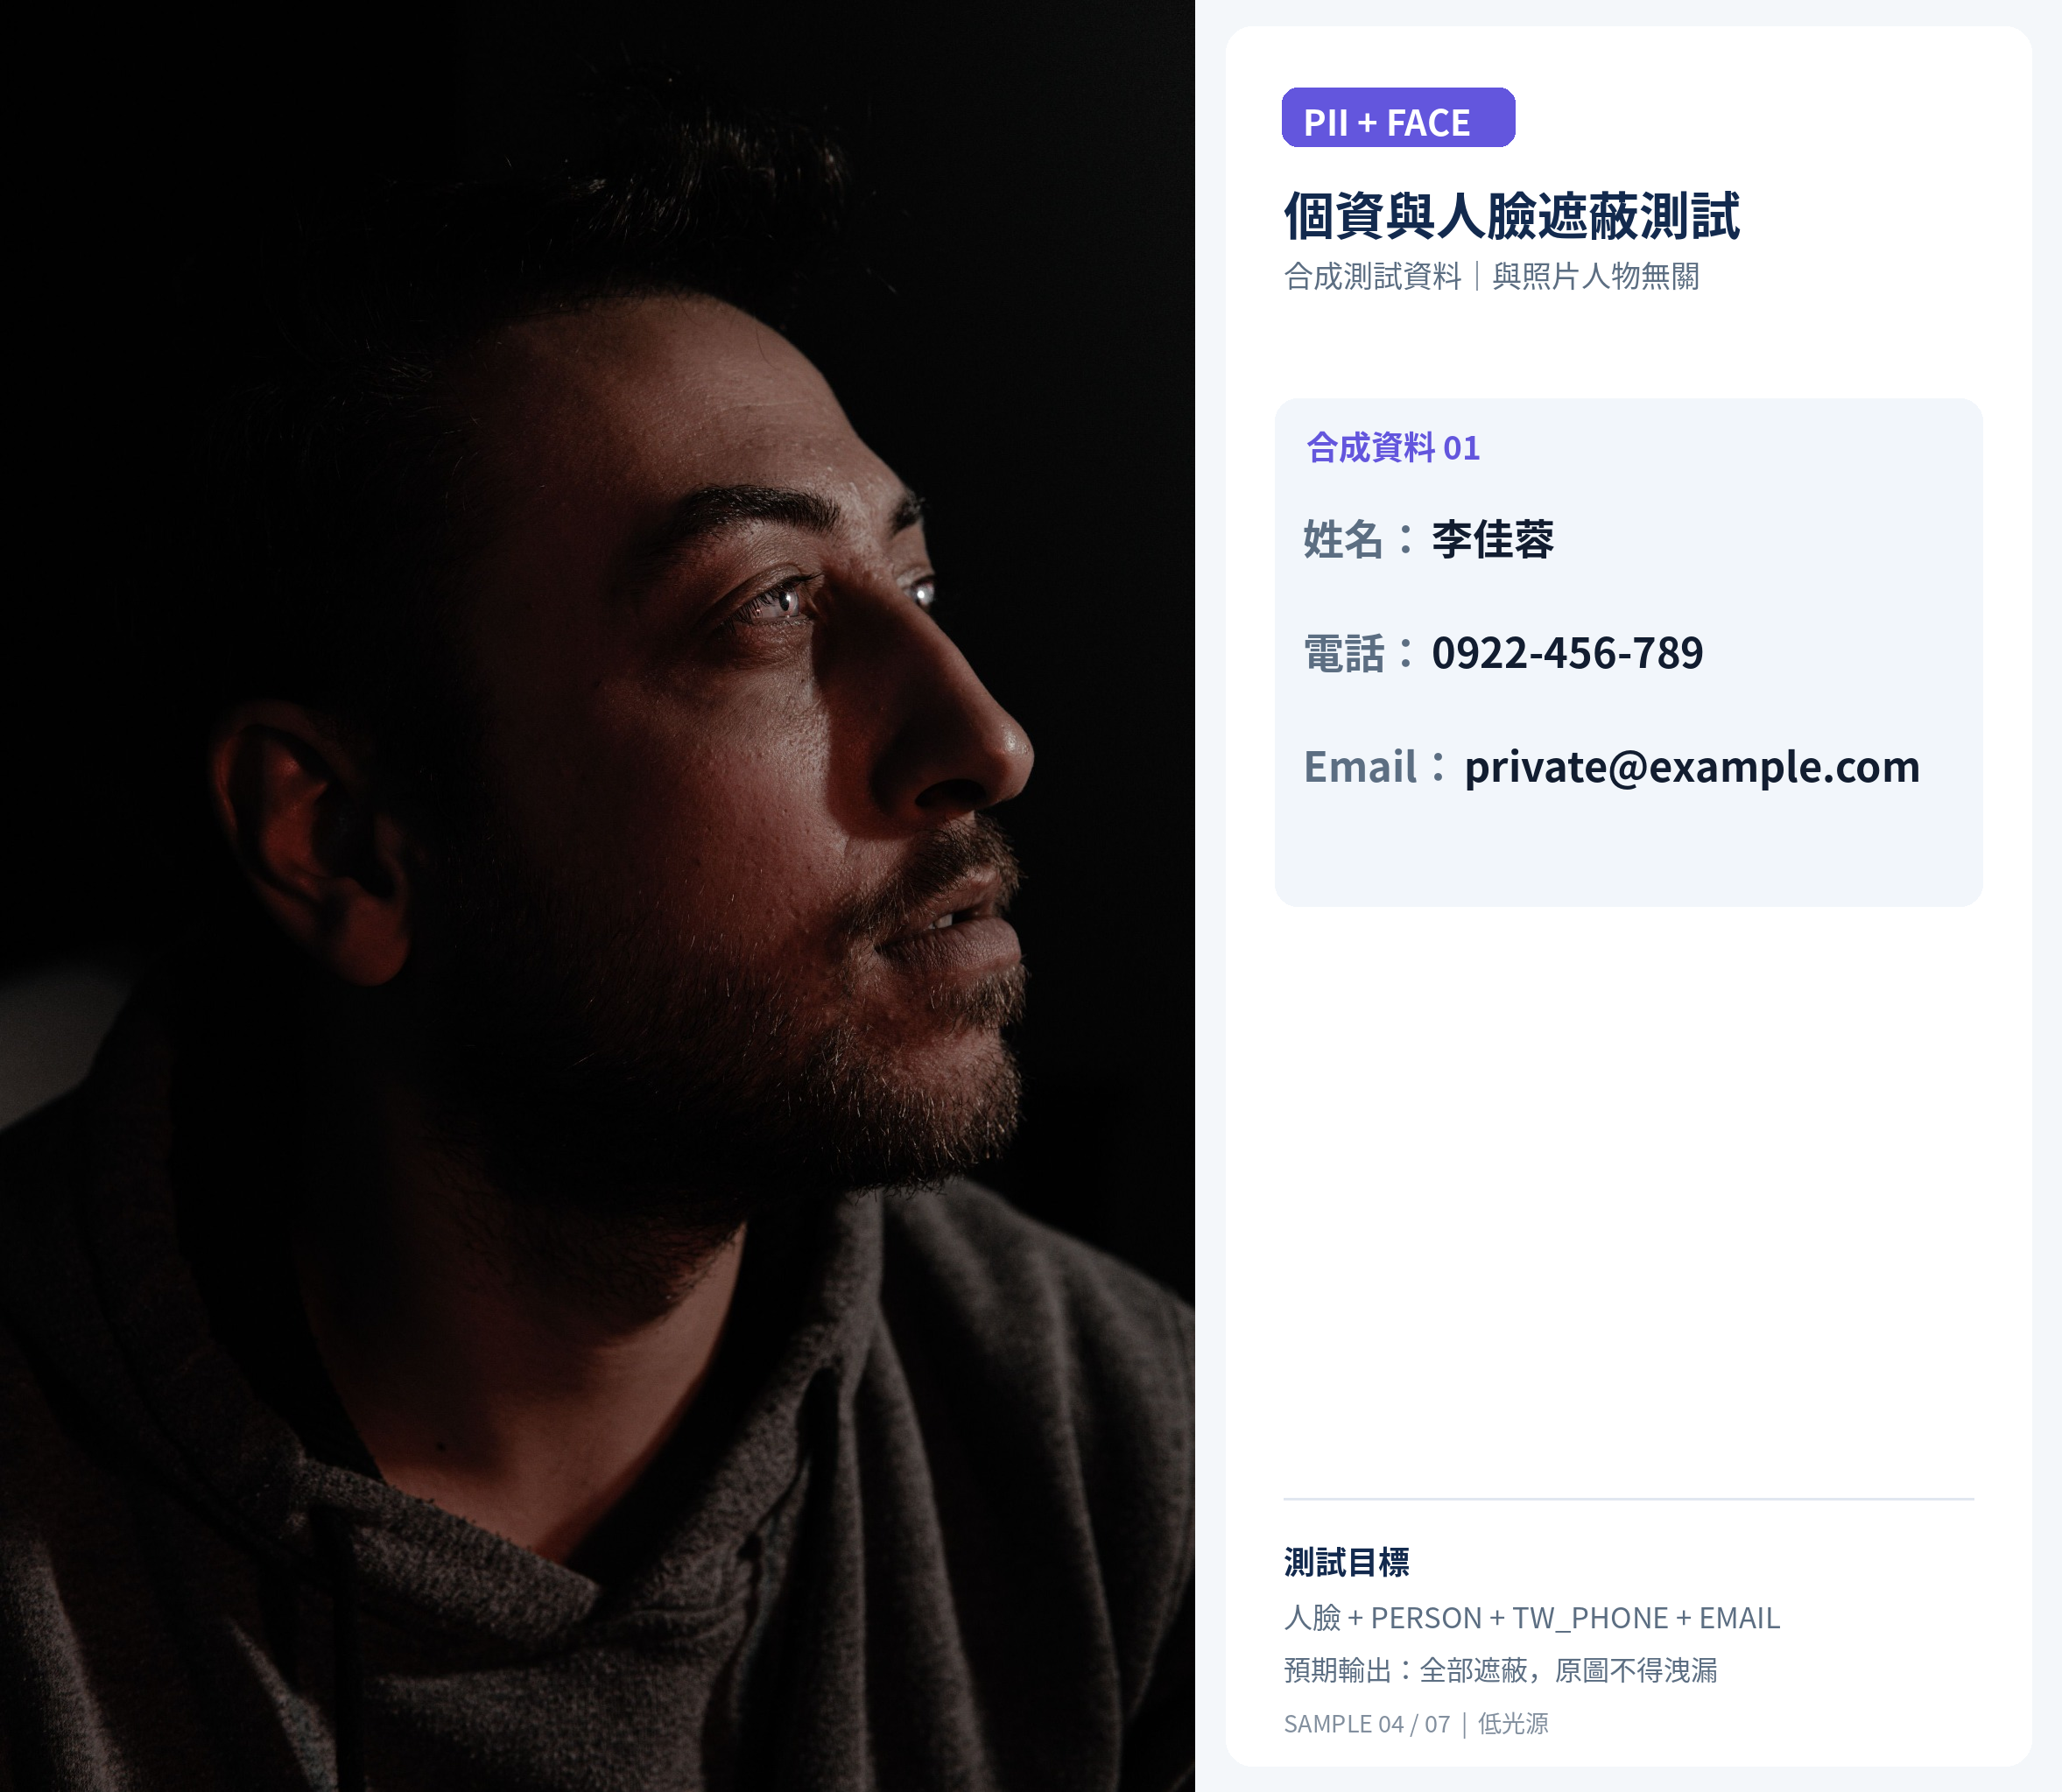 PII + FACE
個資與人臉遮蔽測試
合成測試資料｜與照片人物無關
合成資料 01
姓名：李佳蓉
電話：0922-456-789
Email：private@example.com
測試目標
人臉 + PERSON + TW_PHONE + EMAIL
預期輸出：全部遮蔽，原圖不得洩漏
SAMPLE 04 / 07｜低光源